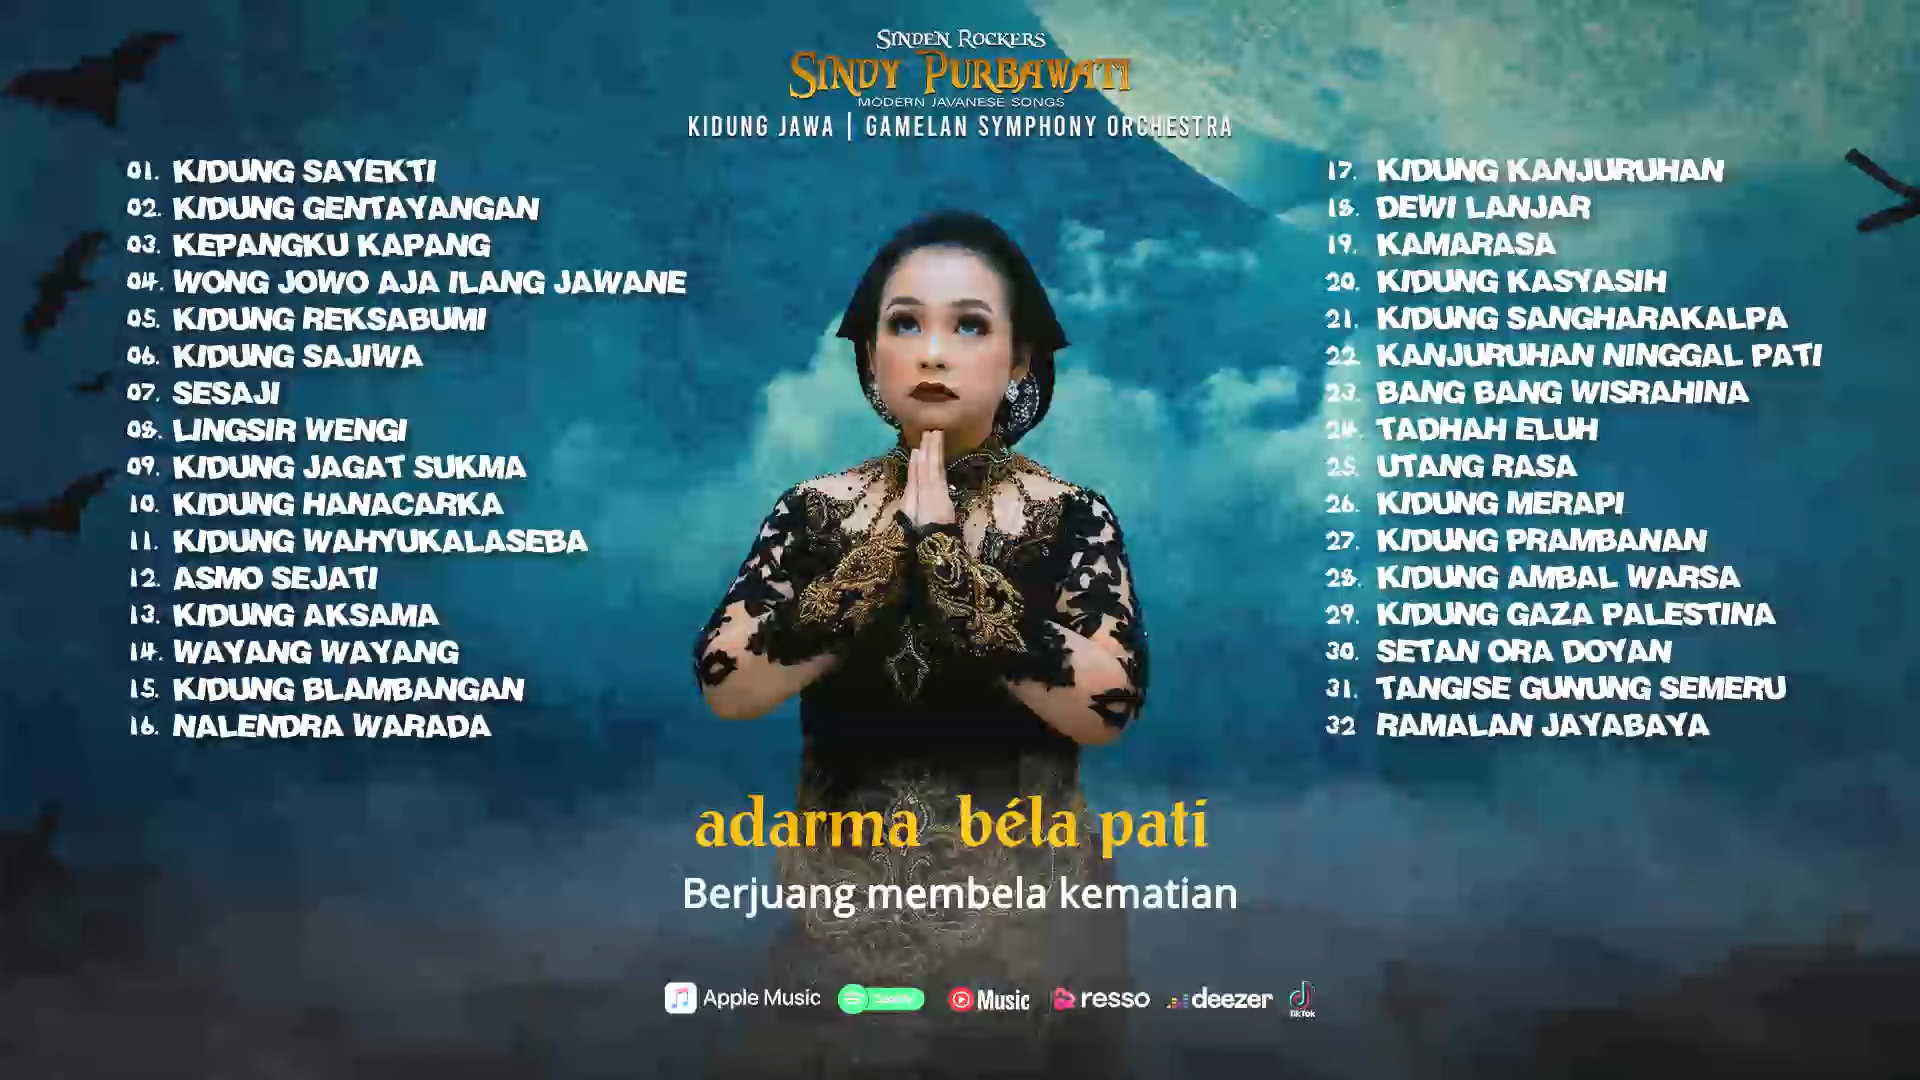 SINDEN ROCKERS
SINDY PURBAWATI
MODERN JAVANESE SONGS
KIDUNG JAWA | GAMELAN SYMPHONY ORCHESTRA
01. KIDUNG SAYEKTI
02. KIDUNG GENTAYANGAN
03. KEPANGKU KAPANG
04. WONG JOWO AJA ILANG JAWANE
05. KIDUNG REKSABUMI
06. KIDUNG SAJIWA
07. SESAJI
08. LINGSIR WENGI
09. KIDUNG JAGAT SUKMA
10. KIDUNG HANACARKA
11. KIDUNG WAHYUKALASEBA
12. ASMO SEJATI
13. KIDUNG AKSAMA
14. WAYANG WAYANG
15. KIDUNG BLAMBANGAN
16. NALENDRA WARADA
17. KIDUNG KANJURUHAN
18. DEWI LANJAR
19. KAMARASA
20. KIDUNG KASYASIH
21. KIDUNG SANGHARAKALPA
22. KANJURUHAN NINGGAL PATI
23. BANG BANG WISRAHINA
24. TADHAH ELUH
25. UTANG RASA
26. KIDUNG MERAPI
27. KIDUNG PRAMBANAN
28. KIDUNG AMBAL WARSA
29. KIDUNG GAZA PALESTINA
30. SETAN ORA DOYAN
31. TANGISE GUNUNG SEMERU
32 RAMALAN JAYABAYA
adarma béla pati
Berjuang membela kematian
Apple Music Spotify Music resso deezer TikTok